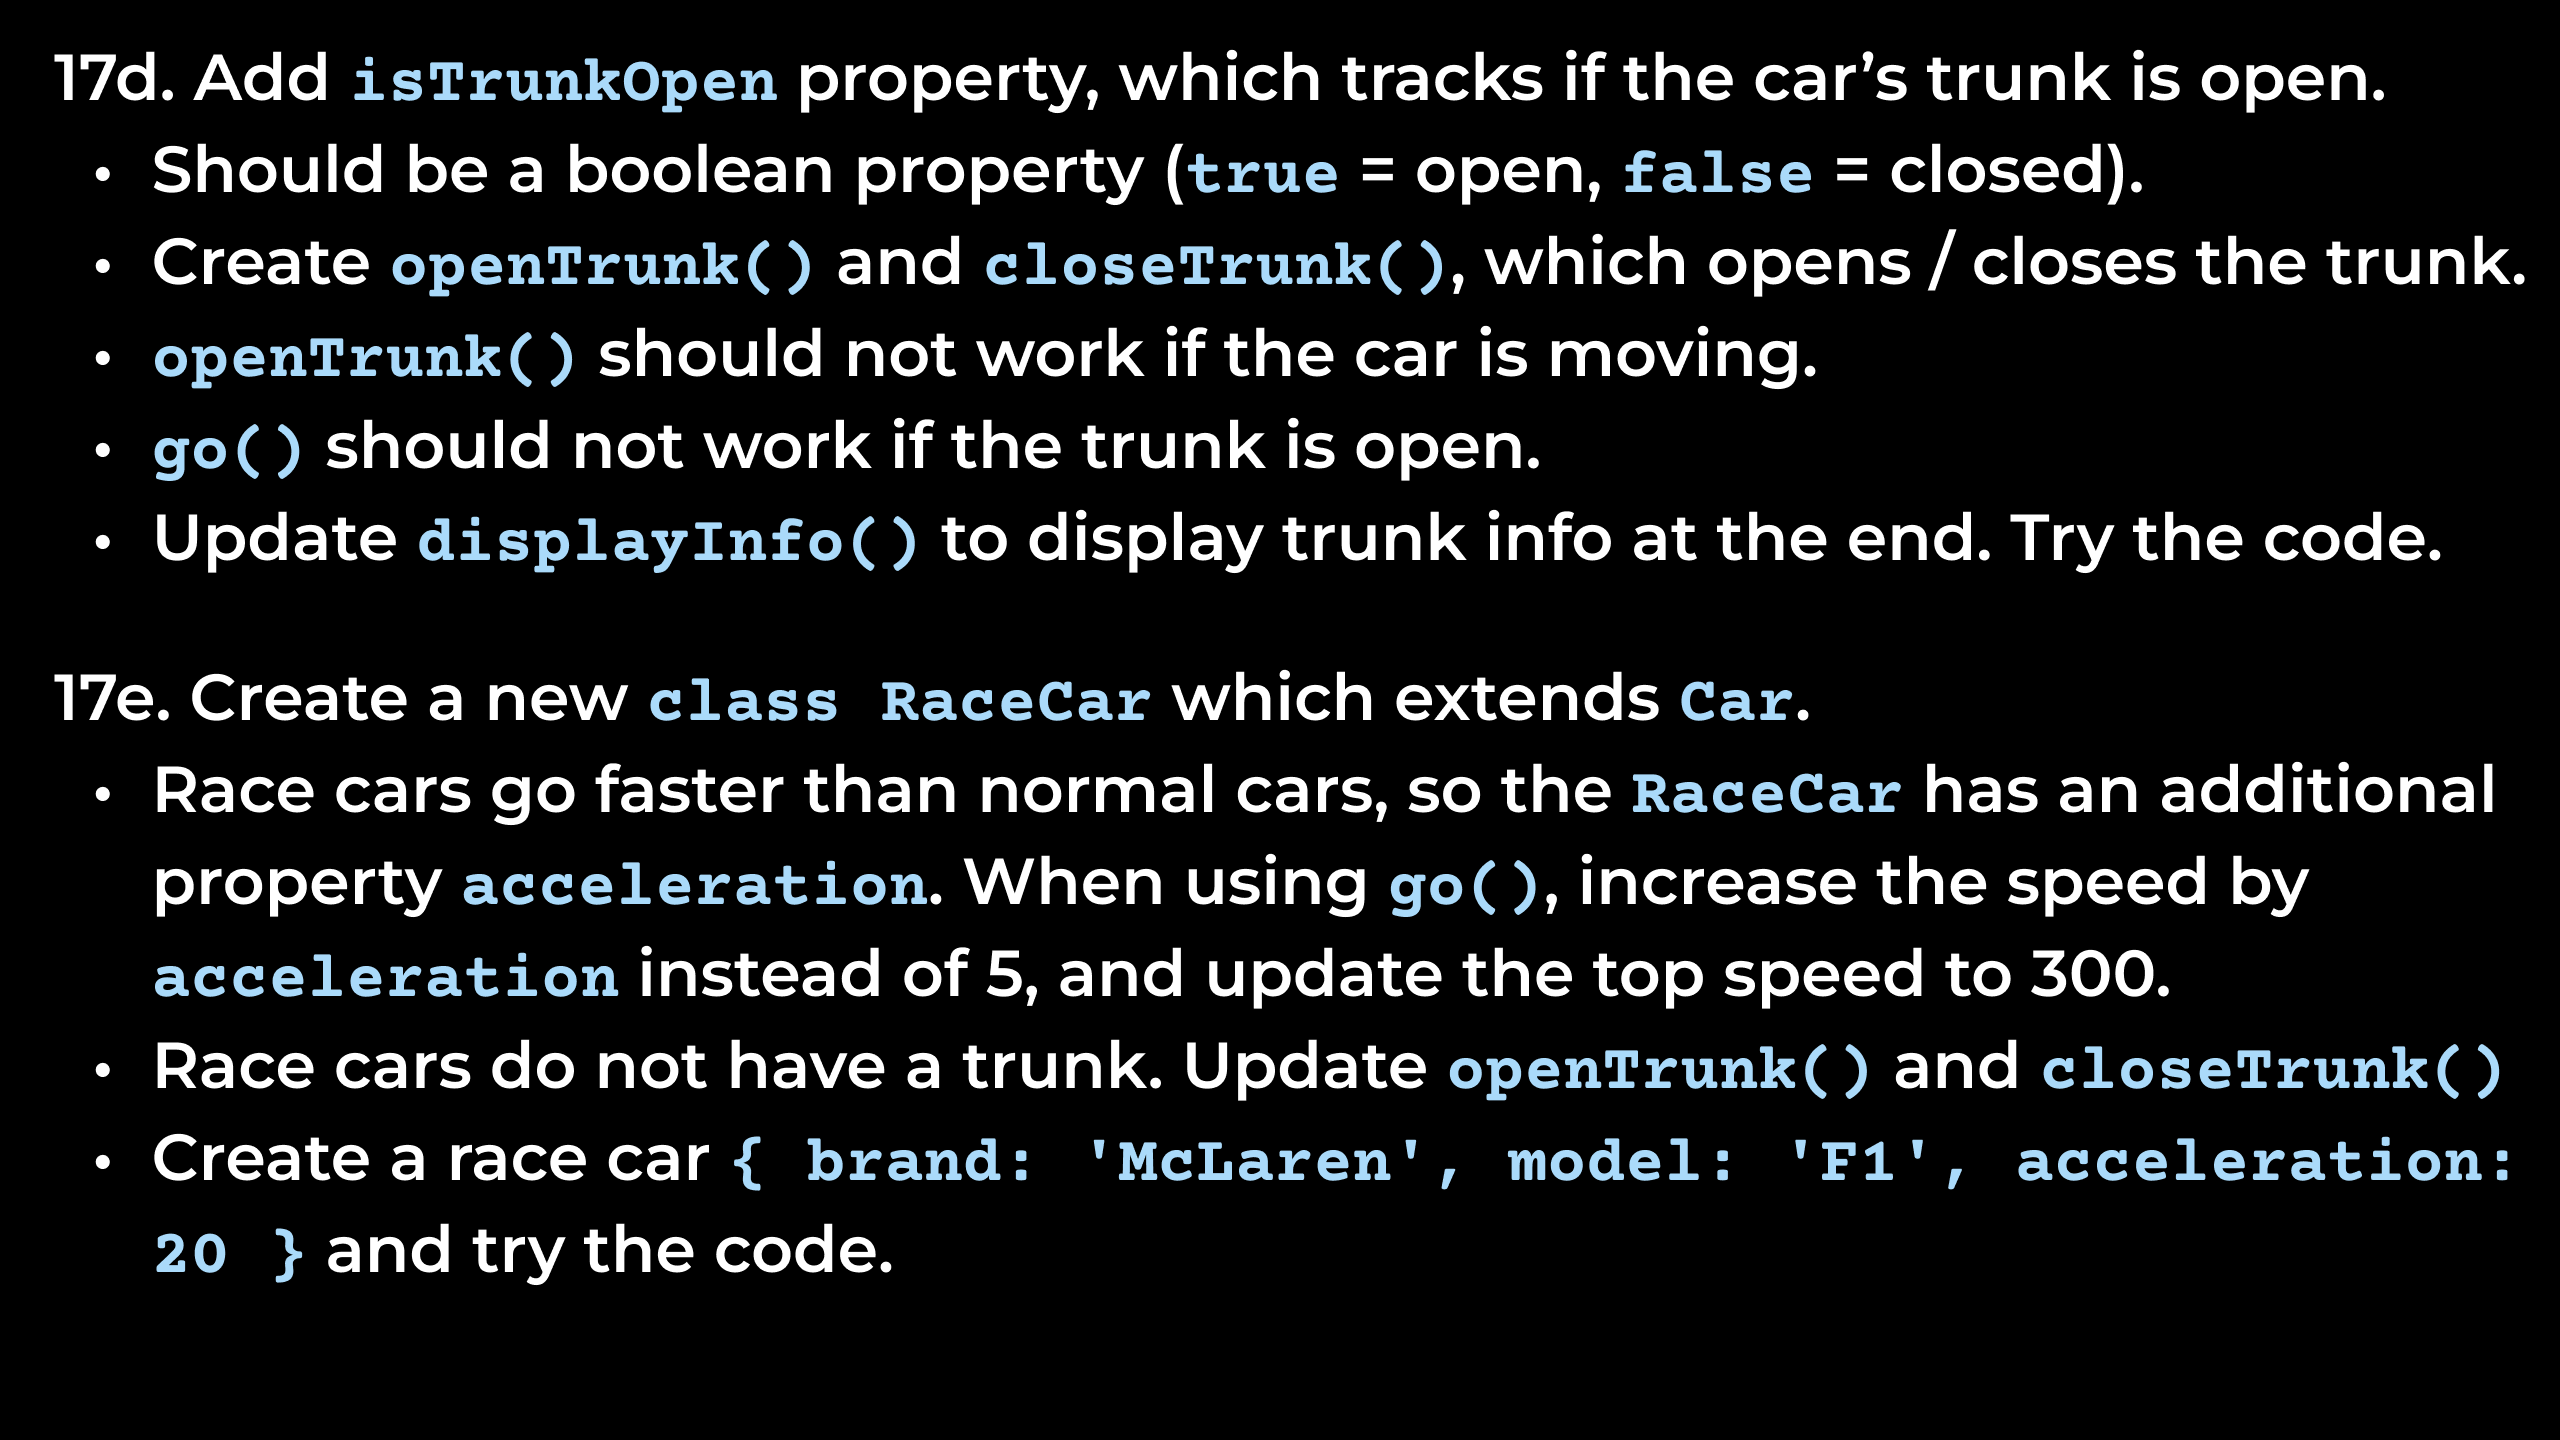 17d. Add isTrunkOpen property, which tracks if the car’s trunk is open.
• Should be a boolean property (true = open, false = closed).
• Create openTrunk() and closeTrunk(), which opens / closes the trunk.
• openTrunk() should not work if the car is moving.
• go() should not work if the trunk is open.
• Update displayInfo() to display trunk info at the end. Try the code.
17e. Create a new class RaceCar which extends Car.
• Race cars go faster than normal cars, so the RaceCar has an additional
property acceleration. When using go(), increase the speed by
acceleration instead of 5, and update the top speed to 300.
• Race cars do not have a trunk. Update openTrunk() and closeTrunk()
• Create a race car { brand: 'McLaren', model: 'F1', acceleration:
20 } and try the code.